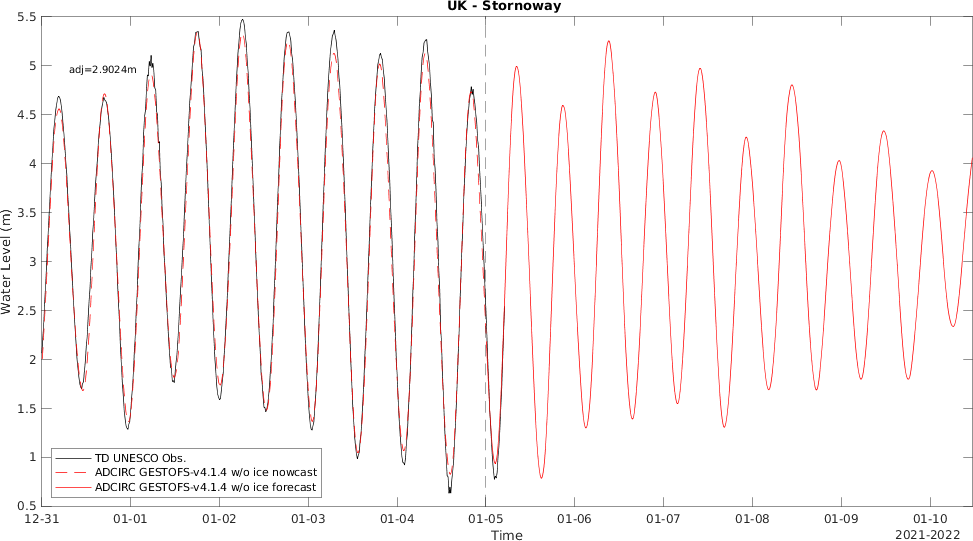 UK - Stornoway
5.5
5
4.5
4
3.5
3
2.5
2
1.5
1
0.5
Water Level (m)
adj=2.9024m
TD UNESCO Obs.
ADCIRC GESTOFS-v4.1.4 w/o ice nowcast
ADCIRC GESTOFS-v4.1.4 w/o ice forecast
12-31 01-01 01-02 01-03 01-04 01-05 01-06 01-07 01-08 01-09 01-10
Time
2021-2022